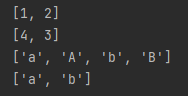 [1, 2]
[4, 3]
['a', 'A', 'b', 'B']
['a', 'b']